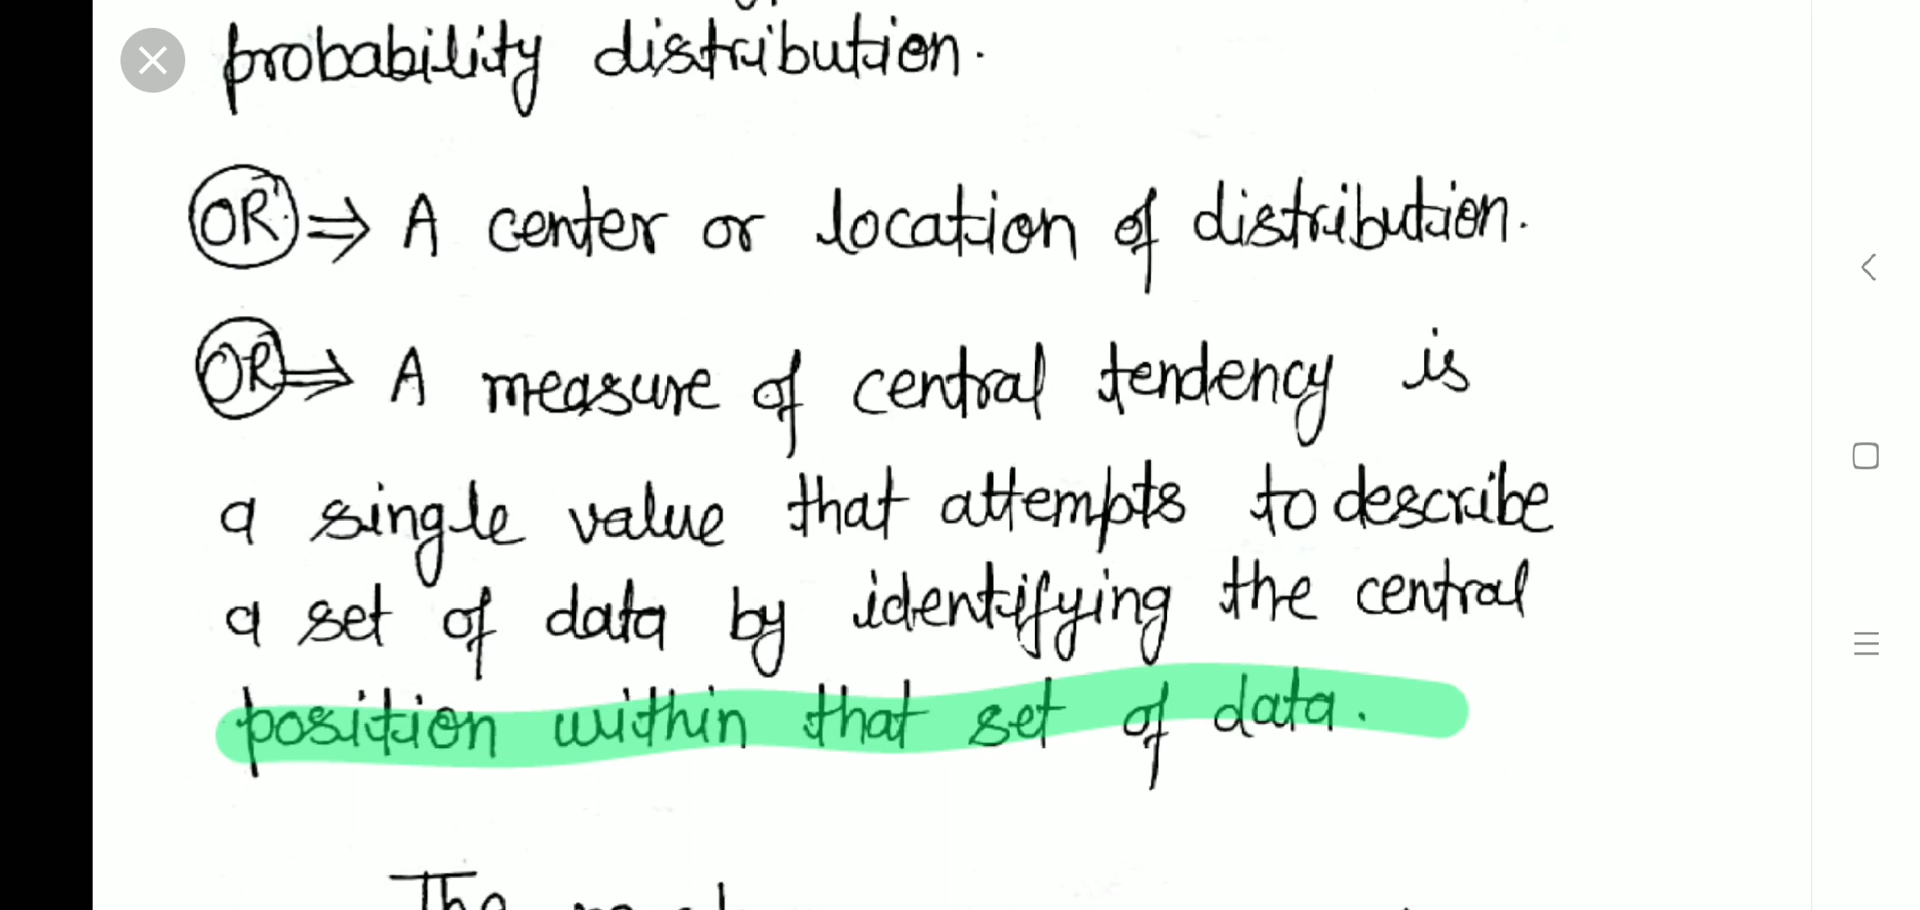 probability distribution.
OR ⇒ A center or location of distribution.
OR ⇒ A measure of central tendency is
a single value that attempts to describe
a set of data by identifying the central
position within that set of data.
The